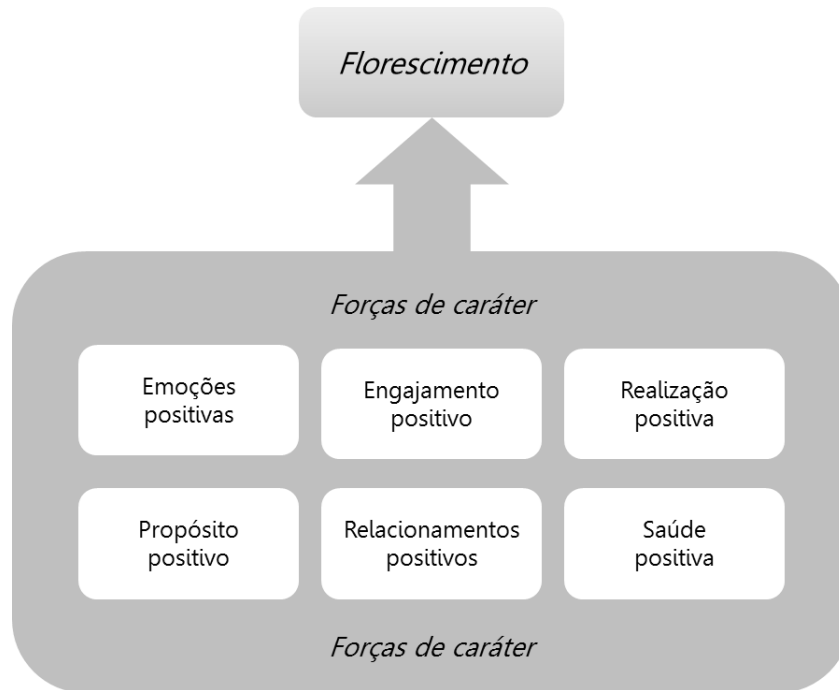 Florescimento
Forças de caráter
Emoções
positivas
Engajamento
positivo
Realização
positiva
Propósito
positivo
Relacionamentos
positivos
Saúde
positiva
Forças de caráter